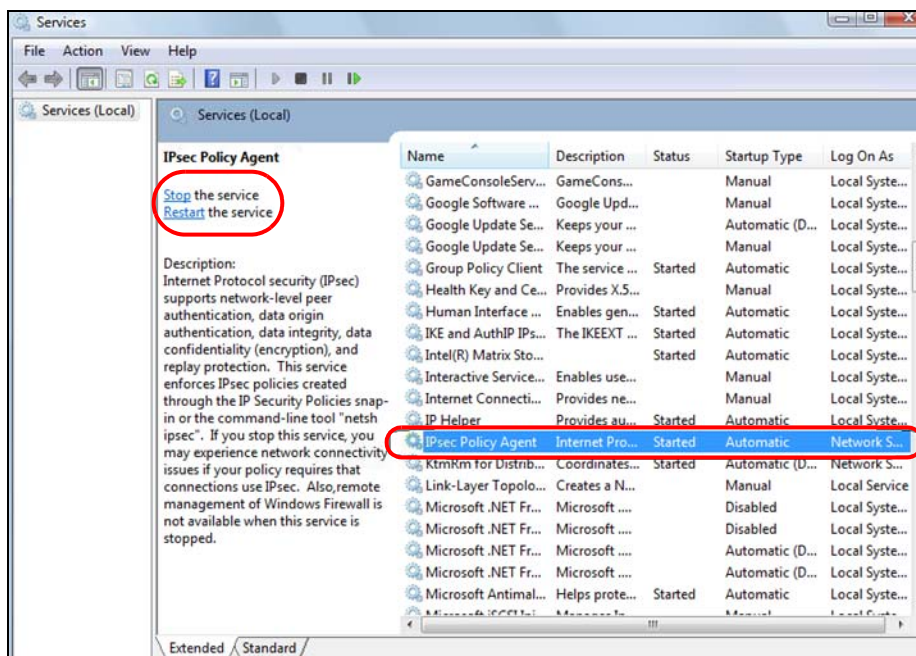 Services
File Action View Help
Services (Local)
Services (Local)
IPsec Policy Agent
Stop the service
Restart the service
Description:
Internet Protocol security (IPsec)
supports network-level peer
authentication, data origin
authentication, data integrity, data
confidentiality (encryption), and
replay protection. This service
enforces IPsec policies created
through the IP Security Policies snap-
in or the command-line tool "netsh
ipsec". If you stop this service, you
may experience network connectivity
issues if your policy requires that
connections use IPsec. Also,remote
management of Windows Firewall is
not available when this service is
stopped.
Name Description Status Startup Type Log On As
GameConsoleServ... GameCons... Manual Local Syste...
Google Software ... Google Upd... Manual Local Syste...
Google Update Se... Keeps your ... Automatic (D... Local Syste...
Google Update Se... Keeps your ... Manual Local Syste...
Group Policy Client The service ... Started Automatic Local Syste...
Health Key and Ce... Provides X.5... Manual Local Syste...
Human Interface ... Enables gen... Started Automatic Local Syste...
IKE and AuthIP IPs... The IKEEXT ... Started Automatic Local Syste...
Intel(R) Matrix Sto... Started Automatic Local Syste...
Interactive Service... Enables use... Manual Local Syste...
Internet Connecti... Provides ne... Manual Local Syste...
IP Helper Provides au... Started Automatic Local Syste...
IPsec Policy Agent Internet Pro... Started Automatic Network S...
KtmRm for Distrib... Coordinates... Started Automatic (D... Network S...
Link-Layer Topolo... Creates a N... Manual Local Service
Microsoft .NET Fr... Microsoft .... Disabled Local Syste...
Microsoft .NET Fr... Microsoft .... Disabled Local Syste...
Microsoft .NET Fr... Microsoft .... Automatic (D... Local Syste...
Microsoft .NET Fr... Microsoft .... Automatic (D... Local Syste...
Microsoft Antimal... Helps prote... Started Automatic Local Syste...
Microsoft iSCSI Ini... Manages In... Manual Local Syste...
Extended Standard